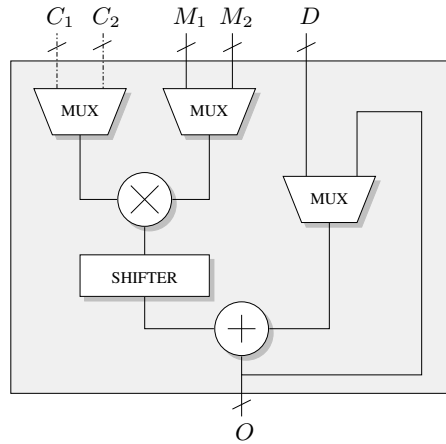 C₁ C₂ M₁ M₂ D
MUX MUX
MUX
SHIFTER
O